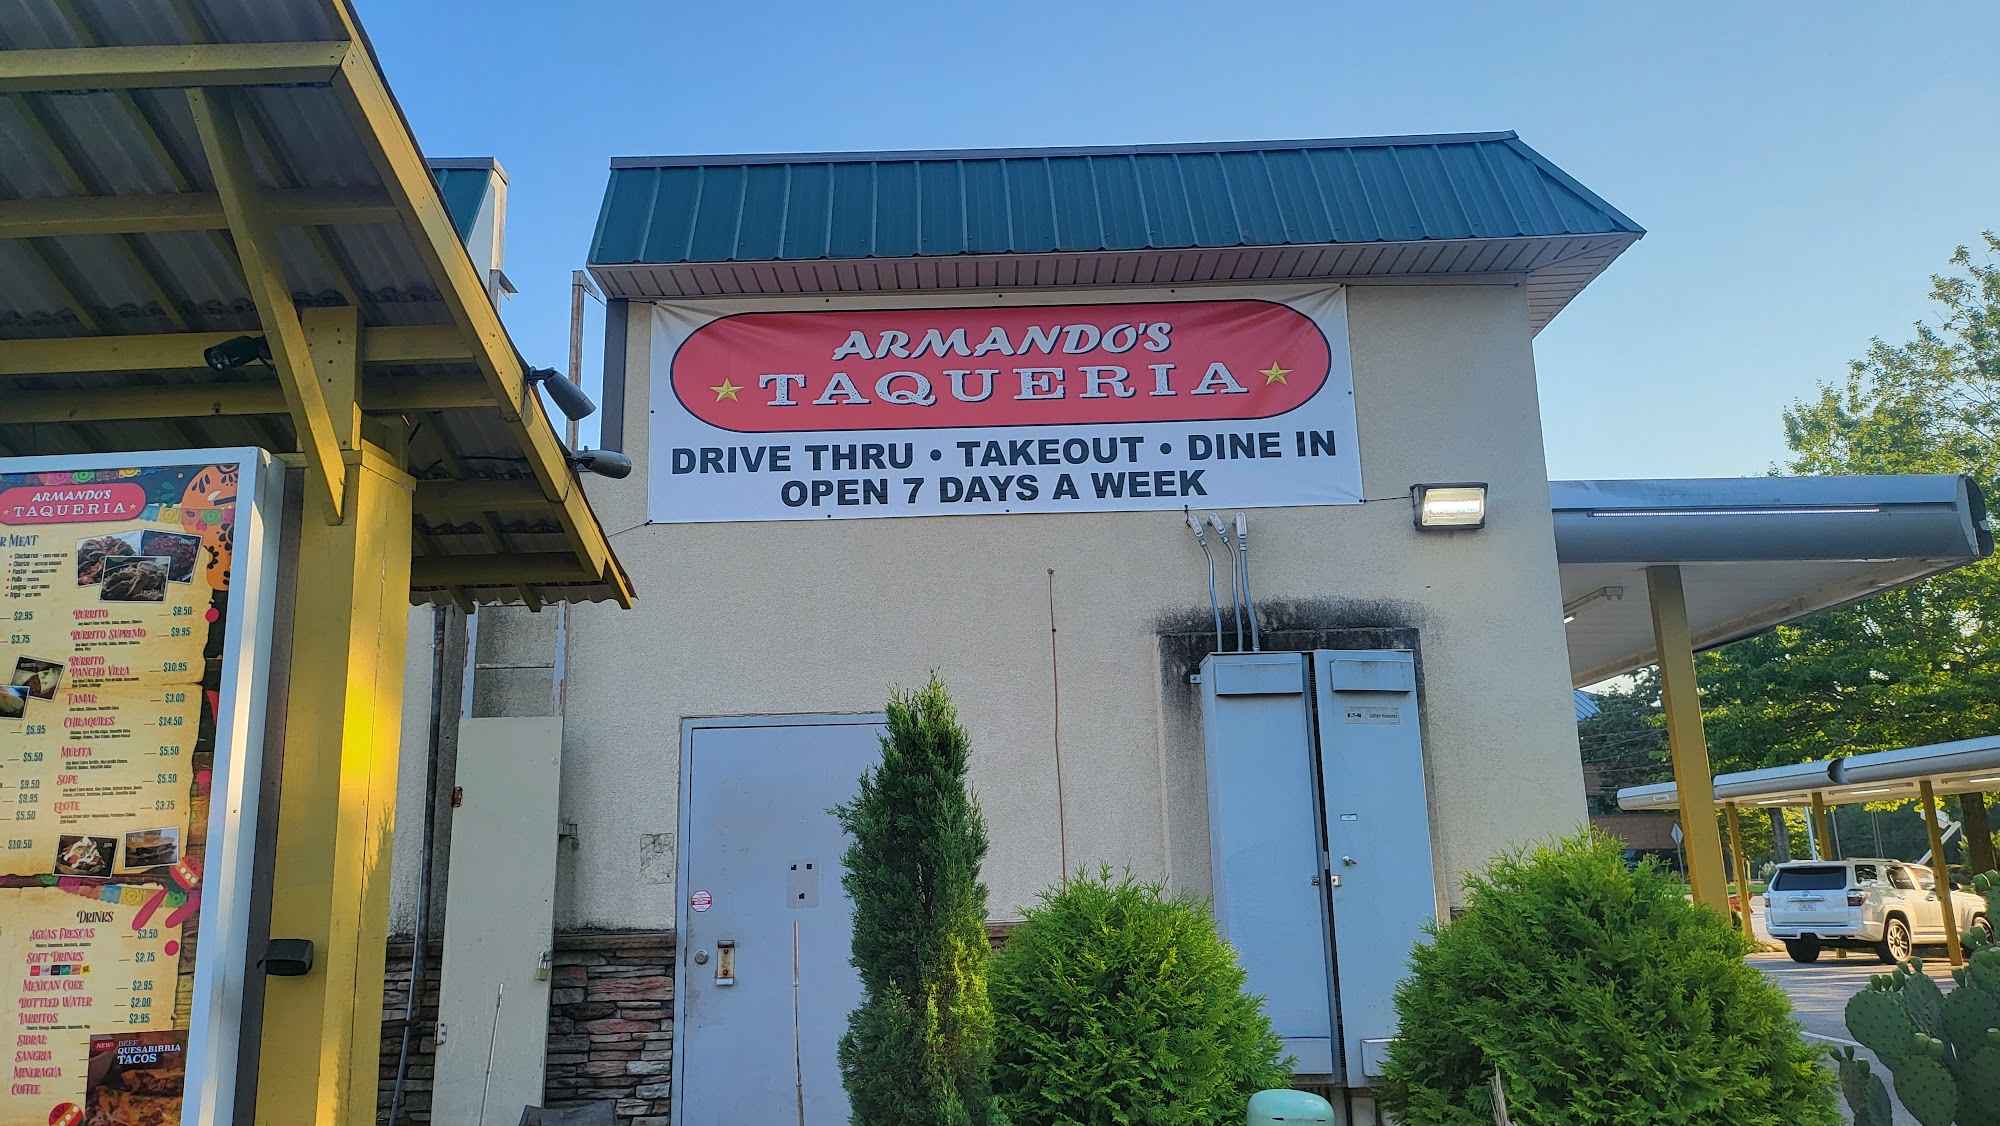 ARMANDO'S
TAQUERIA
DRIVE THRU • TAKEOUT • DINE IN
OPEN 7 DAYS A WEEK
ARMANDO'S
TAQUERIA
R MEAT
$2.95
$3.75
$5.95
$5.50
$9.50
$9.95
$5.50
$10.50
BURRITO $8.50
BURRITO SUPREMO $9.95
BURRITO
PANCHO VILLA $10.95
TAMAL $3.00
CHILAQUILES $14.50
MULITA $5.50
SOPE $5.50
ELOTE $3.75
DRINKS
AGUAS FRESCAS $3.50
SOFT DRINKS $2.75
MEXICAN COKE $2.95
BOTTLED WATER $2.00
JARRITOS $2.95
SIDRAL
SANGRIA
MINERAGUA
COFFEE
NEW! BEEF
QUESABIRRIA
TACOS